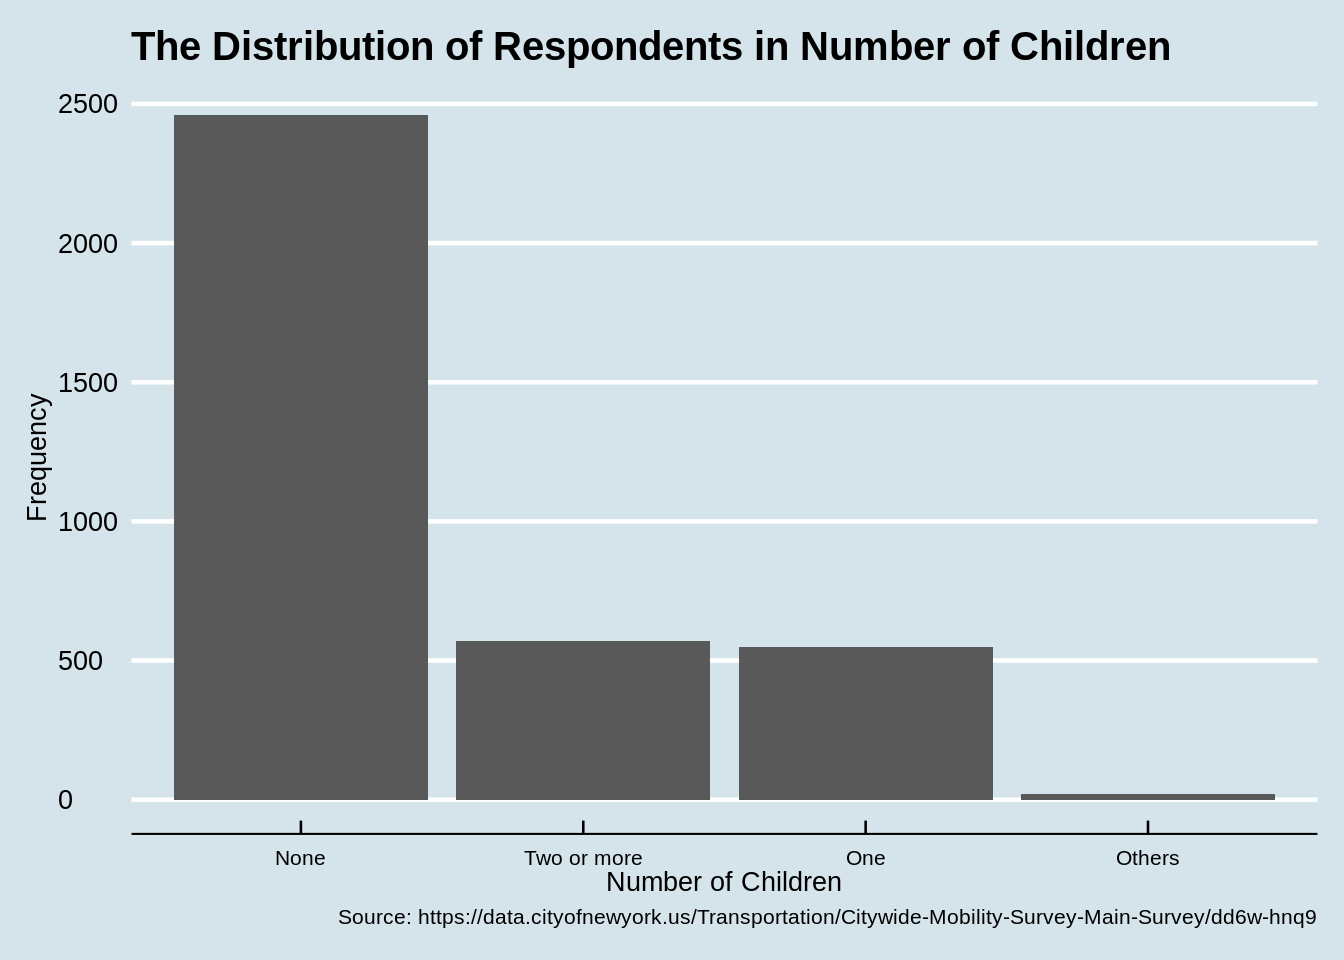 The Distribution of Respondents in Number of Children
2500
2000
1500
1000
500
0
Frequency
None
Two or more
One
Others
Number of Children
Source: https://data.cityofnewyork.us/Transportation/Citywide-Mobility-Survey-Main-Survey/dd6w-hnq9